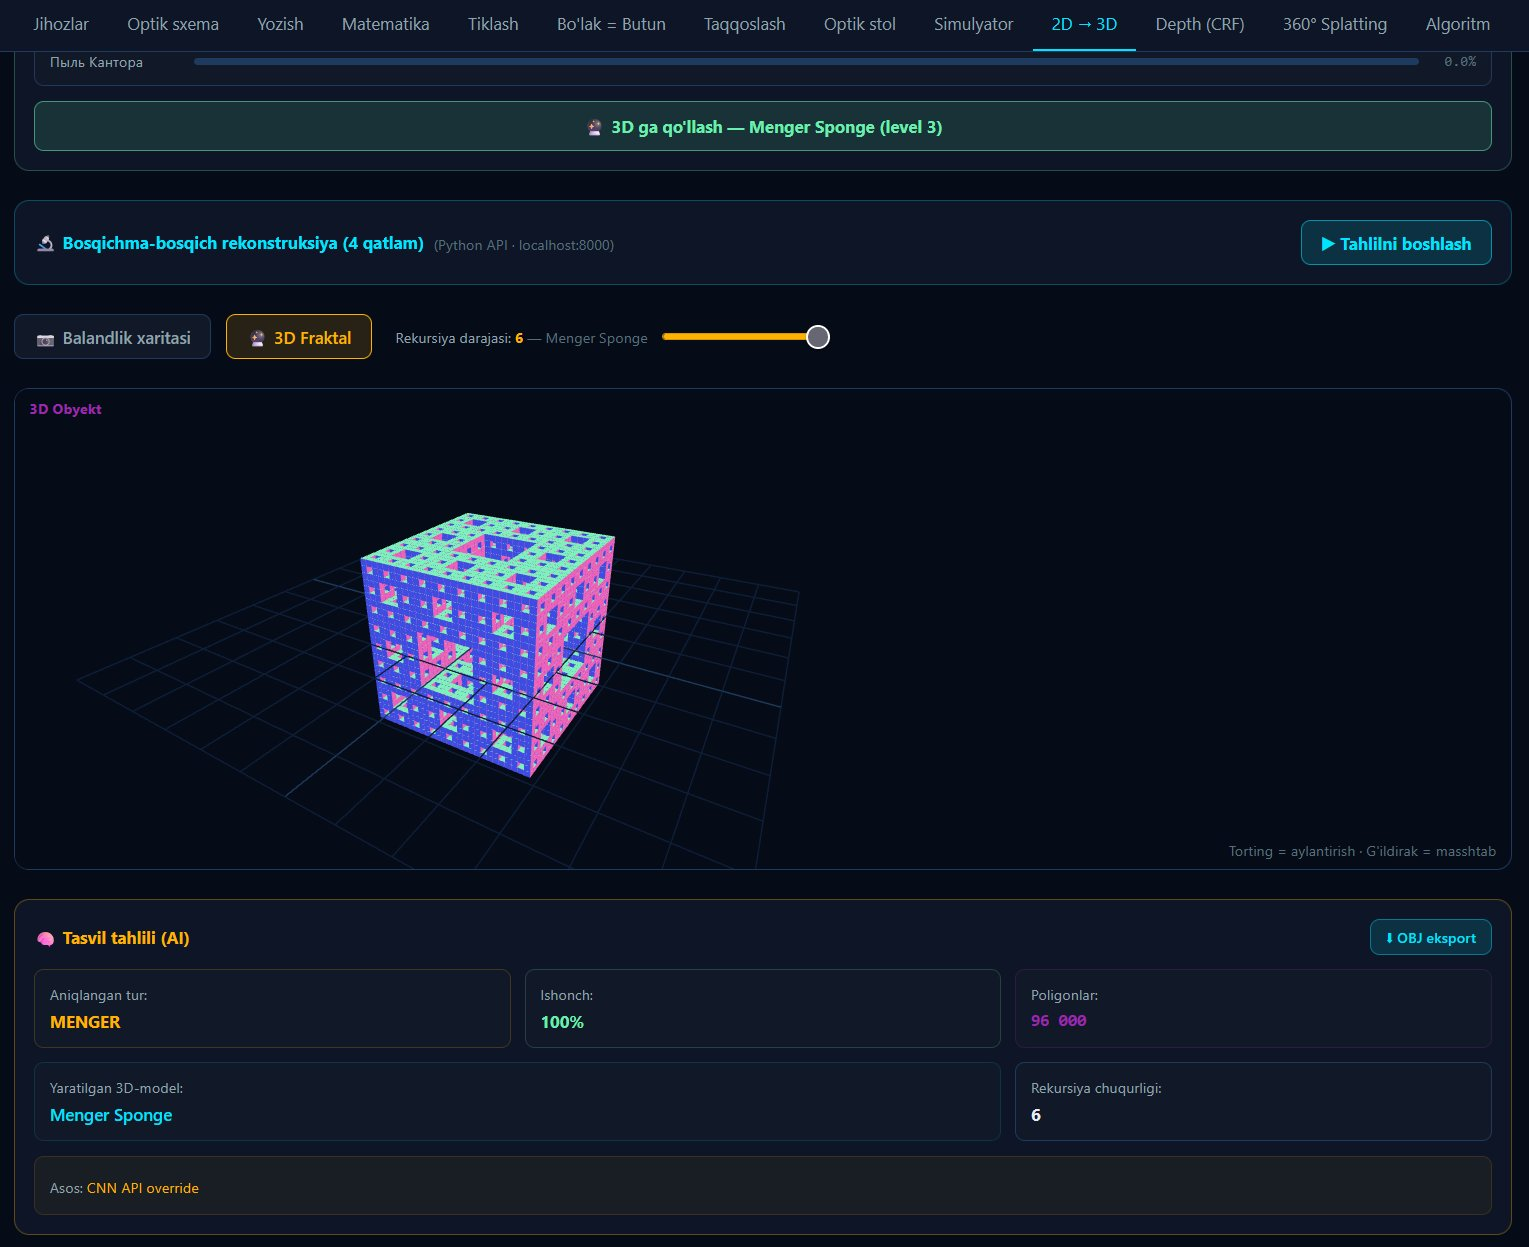 Jihozlar Optik sxema Yozish Matematika Tiklash Bo'lak = Butun Taqqoslash Optik stol Simulyator 2D → 3D Depth (CRF) 360° Splatting Algoritm
Пыль Кантора 0.0%
3D ga qo'llash — Menger Sponge (level 3)
Bosqichma-bosqich rekonstruksiya (4 qatlam) (Python API · localhost:8000) ▶ Tahlilni boshlash
Balandlik xaritasi 3D Fraktal Rekursiya darajasi: 6 — Menger Sponge
3D Obyekt
Torting = aylantirish · G'ildirak = masshtab
Tasvil tahlili (AI) ⬇ OBJ eksport
Aniqlangan tur: Ishonch: Poligonlar:
MENGER 100% 96 000
Yaratilgan 3D-model: Rekursiya chuqurligi:
Menger Sponge 6
Asos: CNN API override